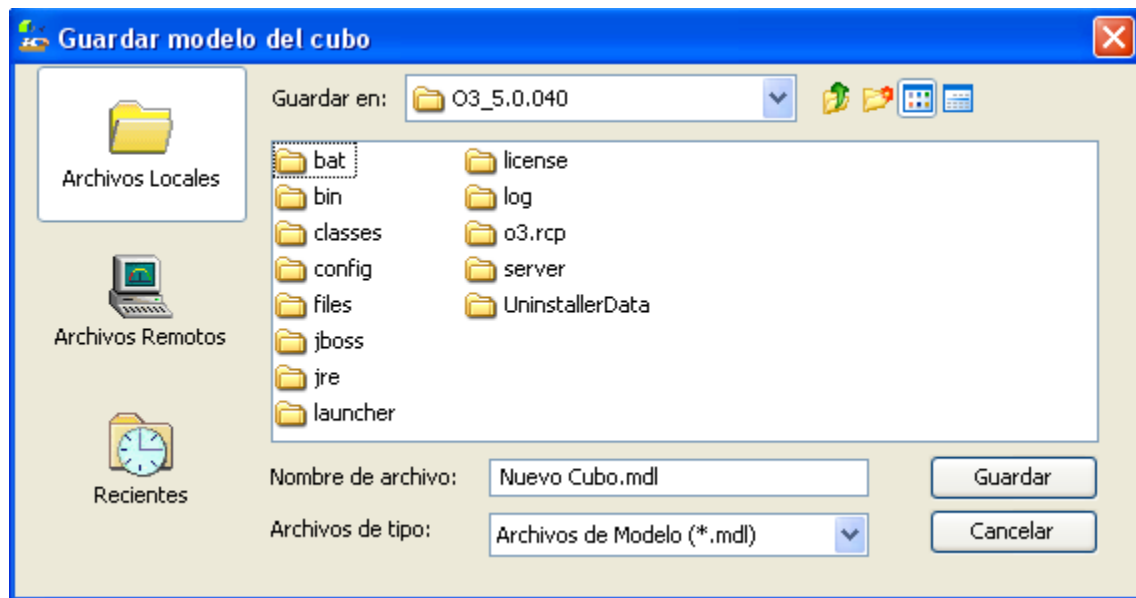 Guardar modelo del cubo
Archivos Locales
Archivos Remotos
Recientes
Guardar en: O3_5.0.040
bat
bin
classes
config
files
jboss
jre
launcher
license
log
o3.rcp
server
UninstallerData
Nombre de archivo: Nuevo Cubo.mdl Guardar
Archivos de tipo: Archivos de Modelo (*.mdl) Cancelar